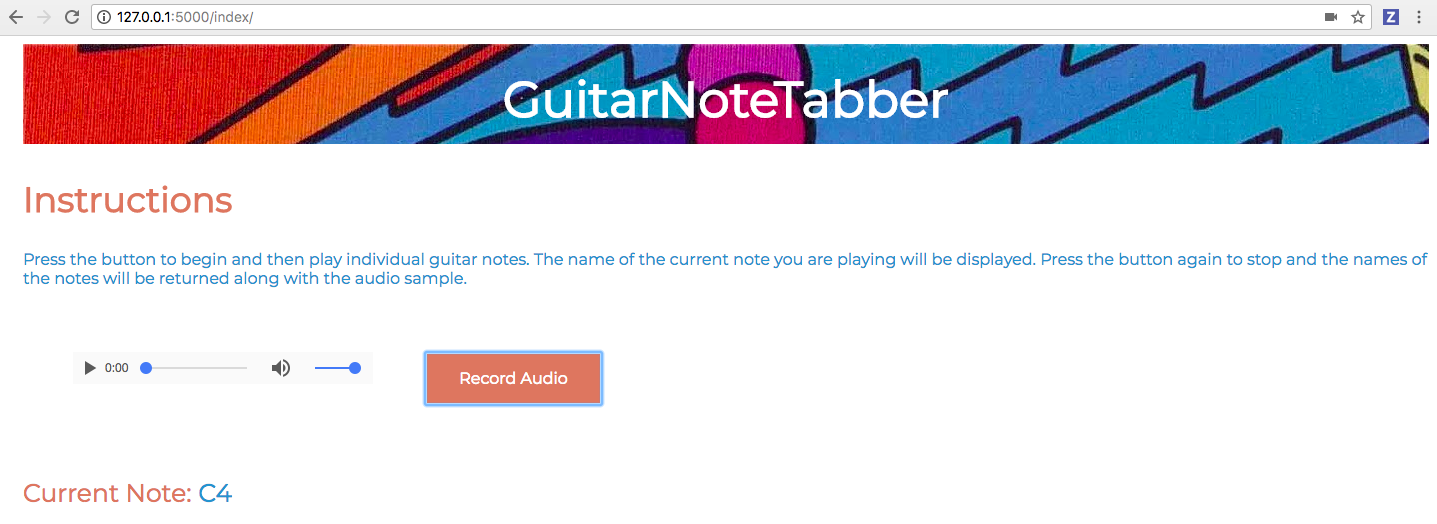 127.0.0.1:5000/index/
Z
GuitarNoteTabber
Instructions
Press the button to begin and then play individual guitar notes. The name of the current note you are playing will be displayed. Press the button again to stop and the names of
the notes will be returned along with the audio sample.
0:00
Record Audio
Current Note: C4